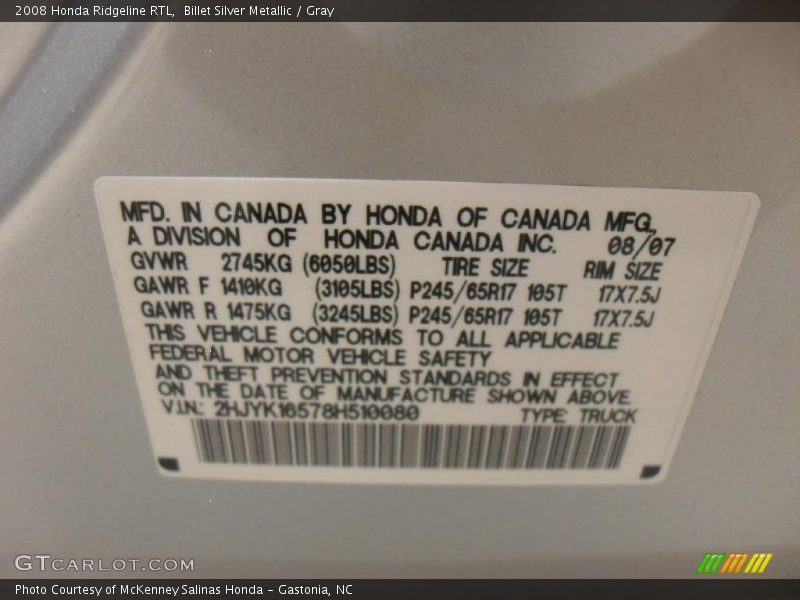 2008 Honda Ridgeline RTL,  Billet Silver Metallic / Gray
MFD. IN CANADA BY HONDA OF CANADA MFG.,
A DIVISION OF HONDA CANADA INC. 08/07
GVWR 2745KG (6050LBS) TIRE SIZE RIM SIZE
GAWR F 1410KG (3105LBS) P245/65R17 105T 17X7.5J
GAWR R 1475KG (3245LBS) P245/65R17 105T 17X7.5J
THIS VEHICLE CONFORMS TO ALL APPLICABLE
FEDERAL MOTOR VEHICLE SAFETY
AND THEFT PREVENTION STANDARDS IN EFFECT
ON THE DATE OF MANUFACTURE SHOWN ABOVE.
V.I.N.: 2HJYK16578H510080 TYPE: TRUCK
GTCARLOT.COM
Photo Courtesy of McKenney Salinas Honda - Gastonia, NC